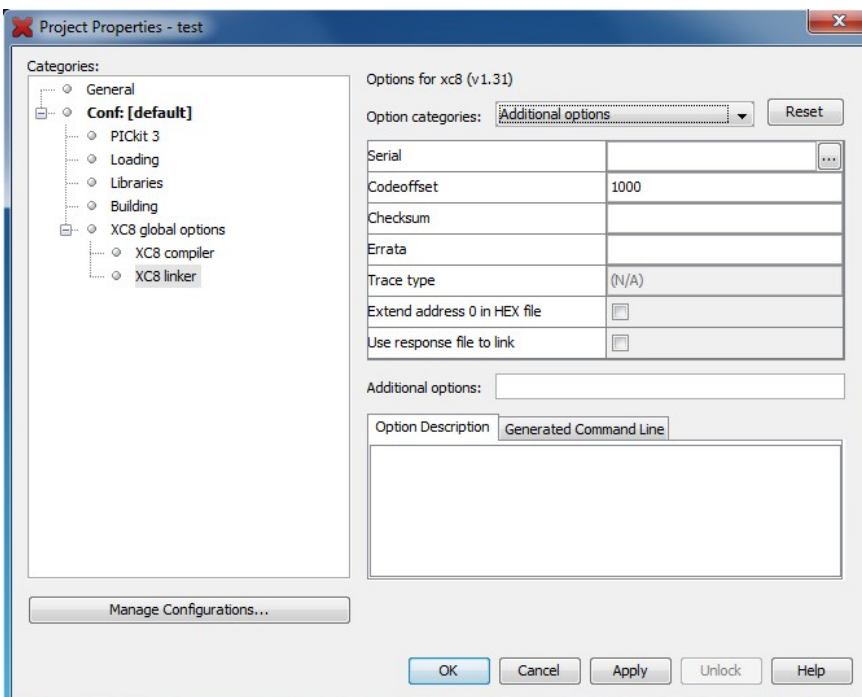 Project Properties - test
Categories:
General
Conf: [default]
PICkit 3
Loading
Libraries
Building
XC8 global options
XC8 compiler
XC8 linker
Manage Configurations...
Options for xc8 (v1.31)
Option categories: Additional options Reset
Serial ...
Codeoffset 1000
Checksum
Errata
Trace type (N/A)
Extend address 0 in HEX file
Use response file to link
Additional options:
Option Description Generated Command Line
OK Cancel Apply Unlock Help